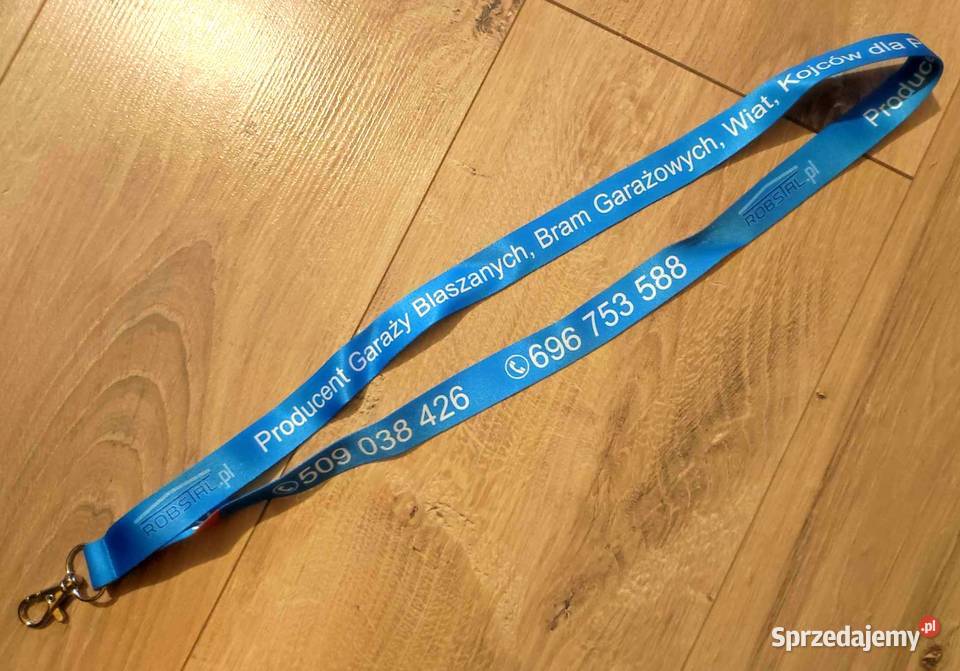 ROBSTAL.pl
Producent Garaży Blaszanych, Bram Garażowych, Wiat, Kojców dla
509 038 426
696 753 588
ROBSTAL.pl
Sprzedajemy.pl